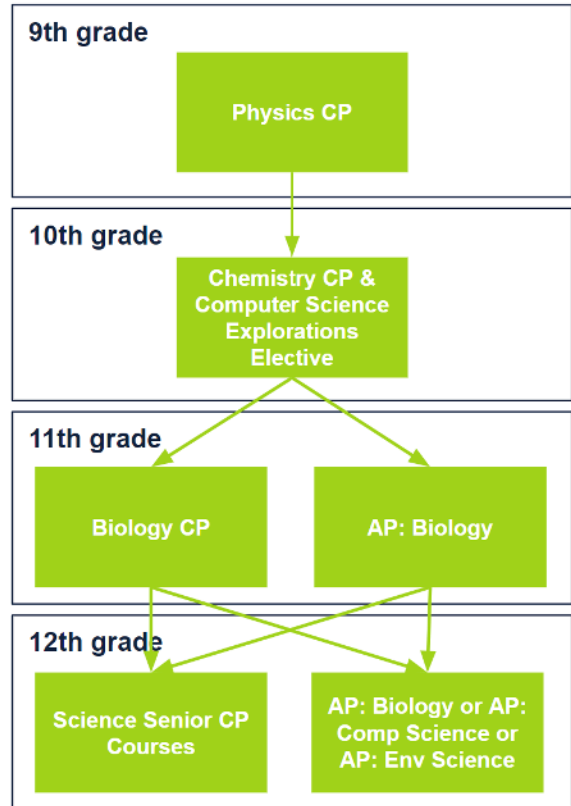 9th grade
Physics CP
10th grade
Chemistry CP &
Computer Science
Explorations
Elective
11th grade
Biology CP
AP: Biology
12th grade
Science Senior CP
Courses
AP: Biology or AP:
Comp Science or
AP: Env Science